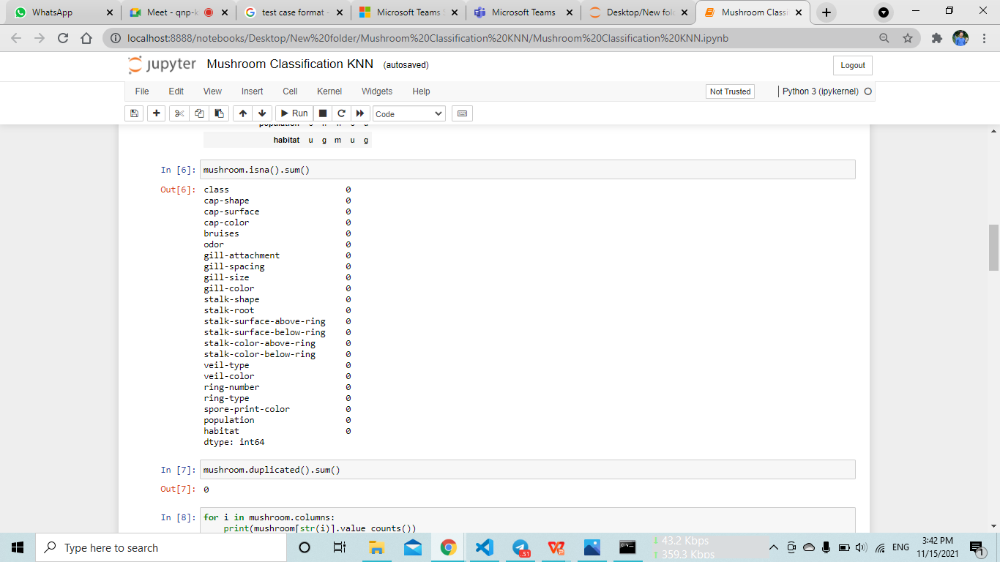 WhatsApp
Meet - qnp-k
test case format -
Microsoft Teams S
Microsoft Teams
Desktop/New fol
Mushroom Classi
localhost:8888/notebooks/Desktop/New%20folder/Mushroom%20Classification%20KNN/Mushroom%20Classification%20KNN.ipynb
jupyter Mushroom Classification KNN (autosaved)
Logout
File Edit View Insert Cell Kernel Widgets Help
Not Trusted
Python 3 (ipykernel)
Run
Code
population
habitat u g m u g
In [6]: mushroom.isna().sum()
Out[6]: class 0
cap-shape 0
cap-surface 0
cap-color 0
bruises 0
odor 0
gill-attachment 0
gill-spacing 0
gill-size 0
gill-color 0
stalk-shape 0
stalk-root 0
stalk-surface-above-ring 0
stalk-surface-below-ring 0
stalk-color-above-ring 0
stalk-color-below-ring 0
veil-type 0
veil-color 0
ring-number 0
ring-type 0
spore-print-color 0
population 0
habitat 0
dtype: int64
In [7]: mushroom.duplicated().sum()
Out[7]: 0
In [8]: for i in mushroom.columns:
print(mushroom[str(i)].value_counts())
Type here to search
51
↓ 43.2 Kbps
↑ 359.3 Kbps
ENG
3:42 PM
11/15/2021
1